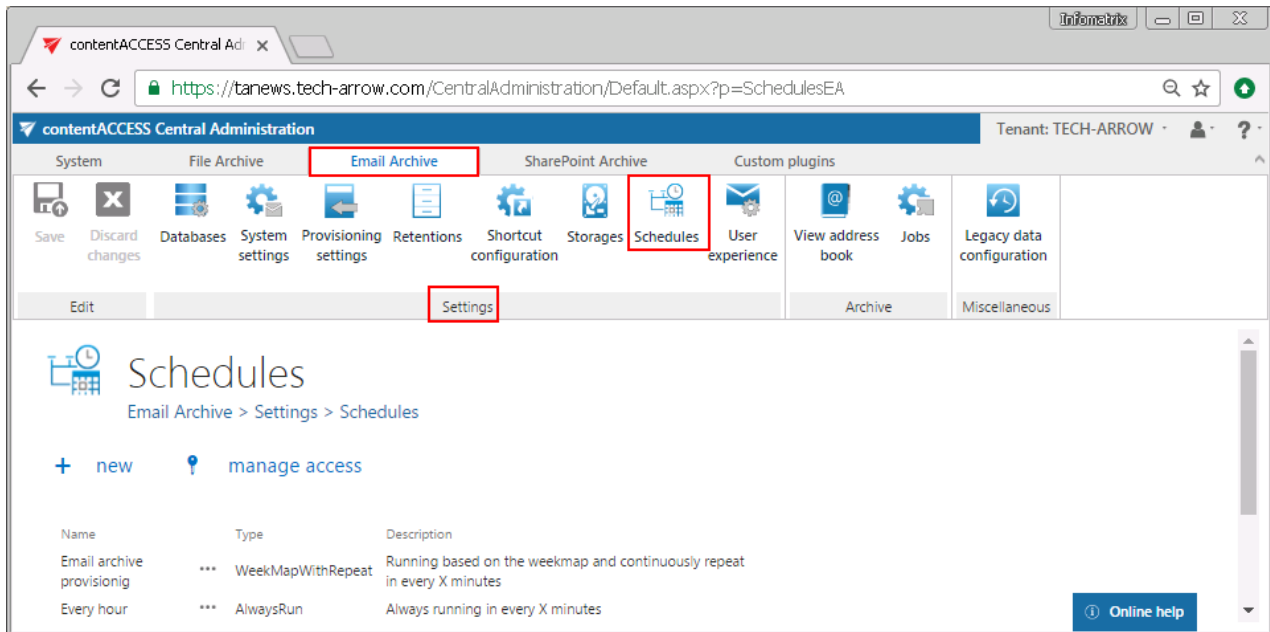 Infomatrix
contentACCESS Central Adr
https://tanews.tech-arrow.com/CentralAdministration/Default.aspx?p=SchedulesEA
contentACCESS Central Administration Tenant: TECH-ARROW ?
System File Archive Email Archive SharePoint Archive Custom plugins
Save Discard changes Databases System settings Provisioning settings Retentions Shortcut configuration Storages Schedules User experience View address book Jobs Legacy data configuration
Edit Settings Archive Miscellaneous
Schedules
Email Archive > Settings > Schedules
+ new manage access
Name Type Description
Email archive provisionig ••• WeekMapWithRepeat Running based on the weekmap and continuously repeat in every X minutes
Every hour ••• AlwaysRun Always running in every X minutes
Online help